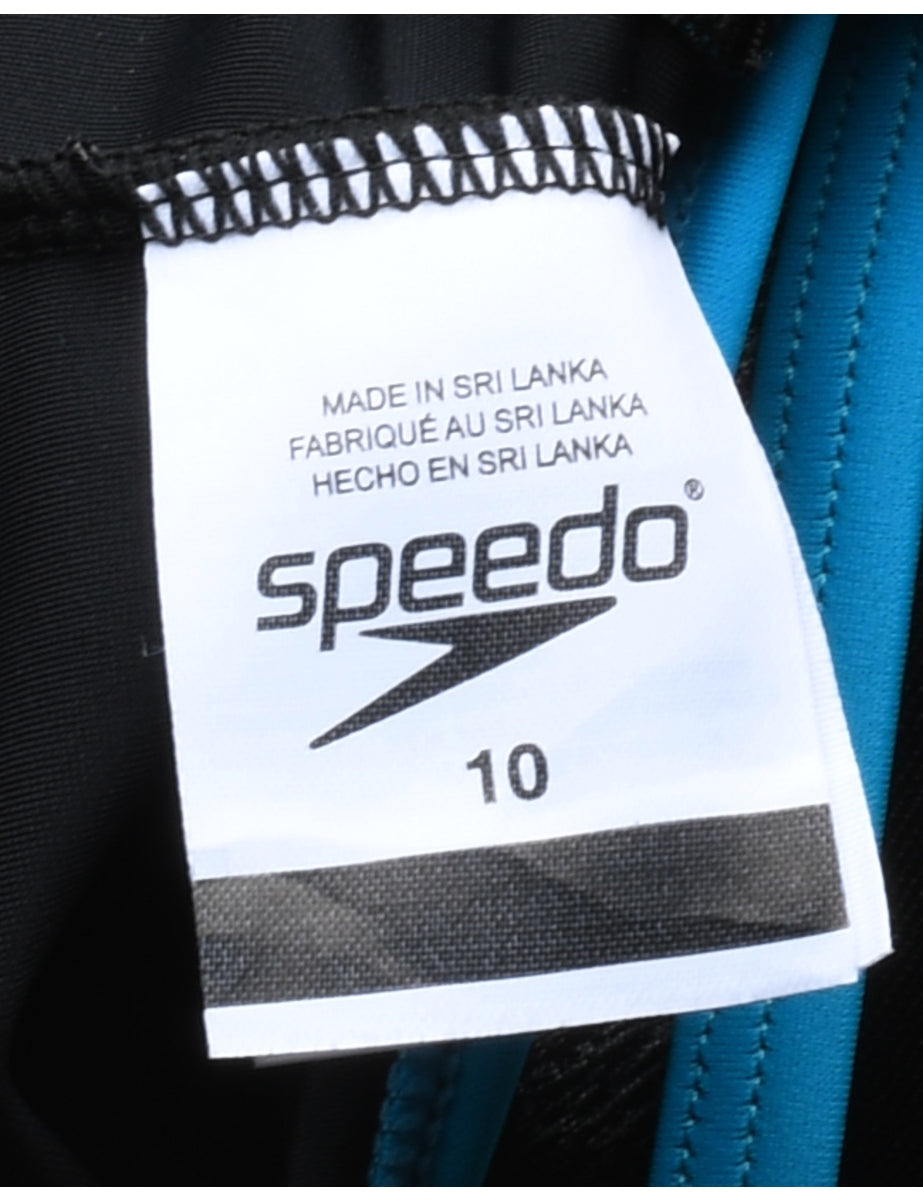 MADE IN SRI LANKA
FABRIQUÉ AU SRI LANKA
HECHO EN SRI LANKA
speedo®
10